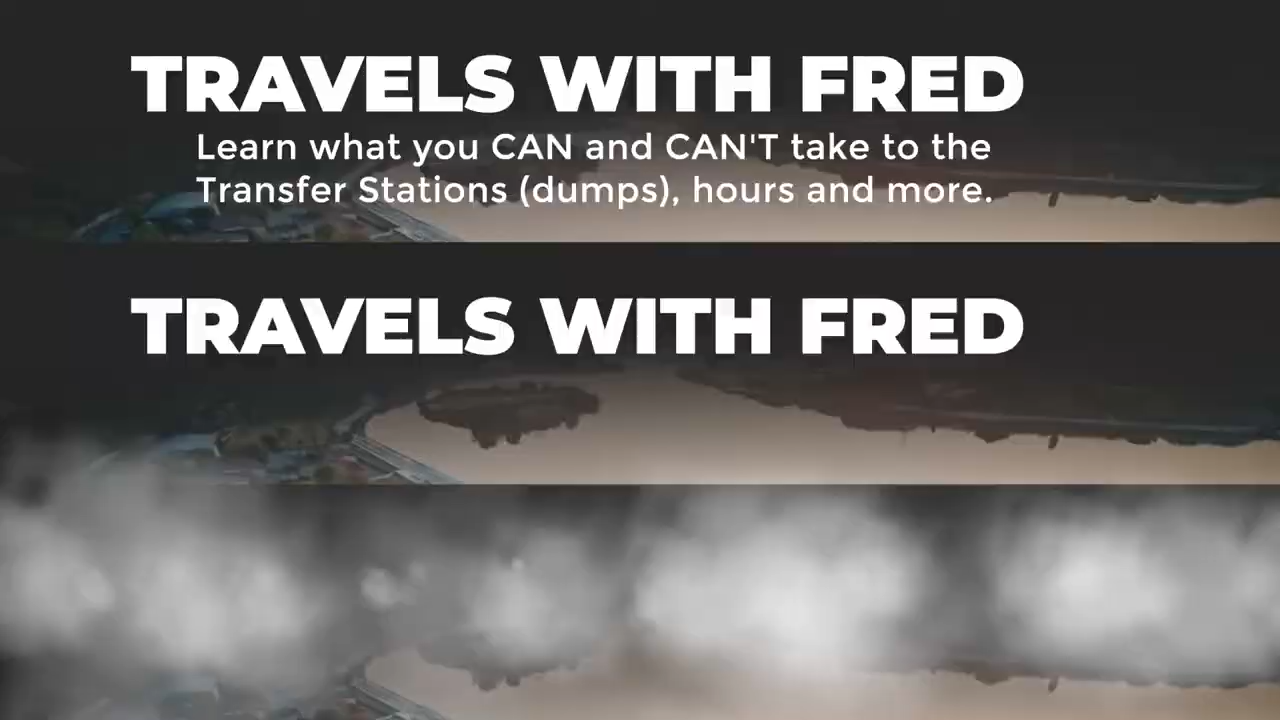 TRAVELS WITH FRED
Learn what you CAN and CAN'T take to the
Transfer Stations (dumps), hours and more.
TRAVELS WITH FRED